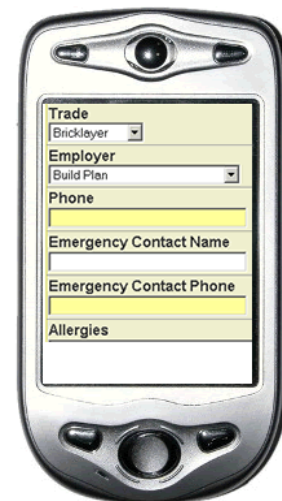 Trade
Bricklayer
Employer
Build Plan
Phone
Emergency Contact Name
Emergency Contact Phone
Allergies